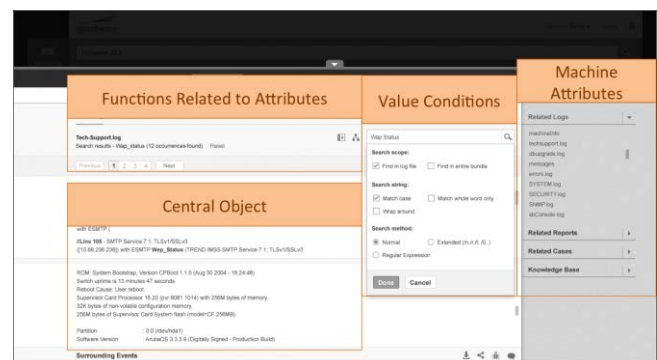 Machine
Attributes
Functions Related to Attributes
Value Conditions
Related Logs
Tech-Support.log
Search results - Wap_status (12 occurrences found) Reset
Previous 1 2 3 4 Next
Wap Status
Search scope:
Find in log file Find in entire bundle
Search string:
Match case Match whole word only
Wrap around
Search method:
Normal Extended (\n,\r,\t, \0.. )
Regular Expression
Done Cancel
machineinfo
techsupport.log
dbupgrade.log
messages
errors.log
SYSTEM.log
SECURITY.log
SNMP.log
sbConsole.log
Related Reports
Related Cases
Knowledge Base
Central Object
with ESMTP (
//Line 108 - SMTP Service 7.1; TLSv1/SSLv3
with ESMTP Wap_Status (TREND IMSS SMTP Service 7.1; TLSv1/SSLv3
ROM: System Bootstrap, Version CPBoot 1.1.5 (Aug 30 2004 - 18:24:48)
Switch uptime is 13 minutes 47 seconds
Reboot Cause: User reboot.
Supervisor Card Processor 16.20 (pvr 8081 1014) with 256M bytes of memory.
32K bytes of non-volatile configuration memory.
256M bytes of Supervisor Card System flash (model=CF 256MB).
Partition : 0:0 (/dev/hda1)
Software Version : ArubaOS 3.3.3.9 (Digitally Signed - Production Build)
Surrounding Events